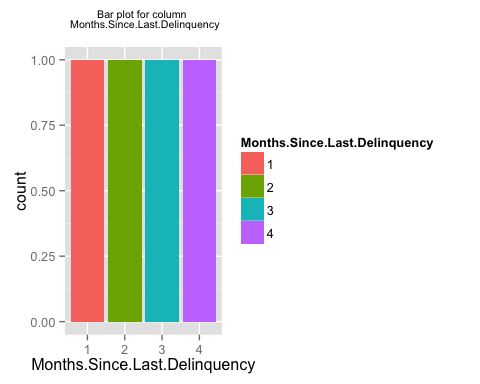 Bar plot for column
Months.Since.Last.Delinquency
1.00
0.75
0.50
0.25
0.00
count
1 2 3 4
Months.Since.Last.Delinquency
Months.Since.Last.Delinquency
1
2
3
4